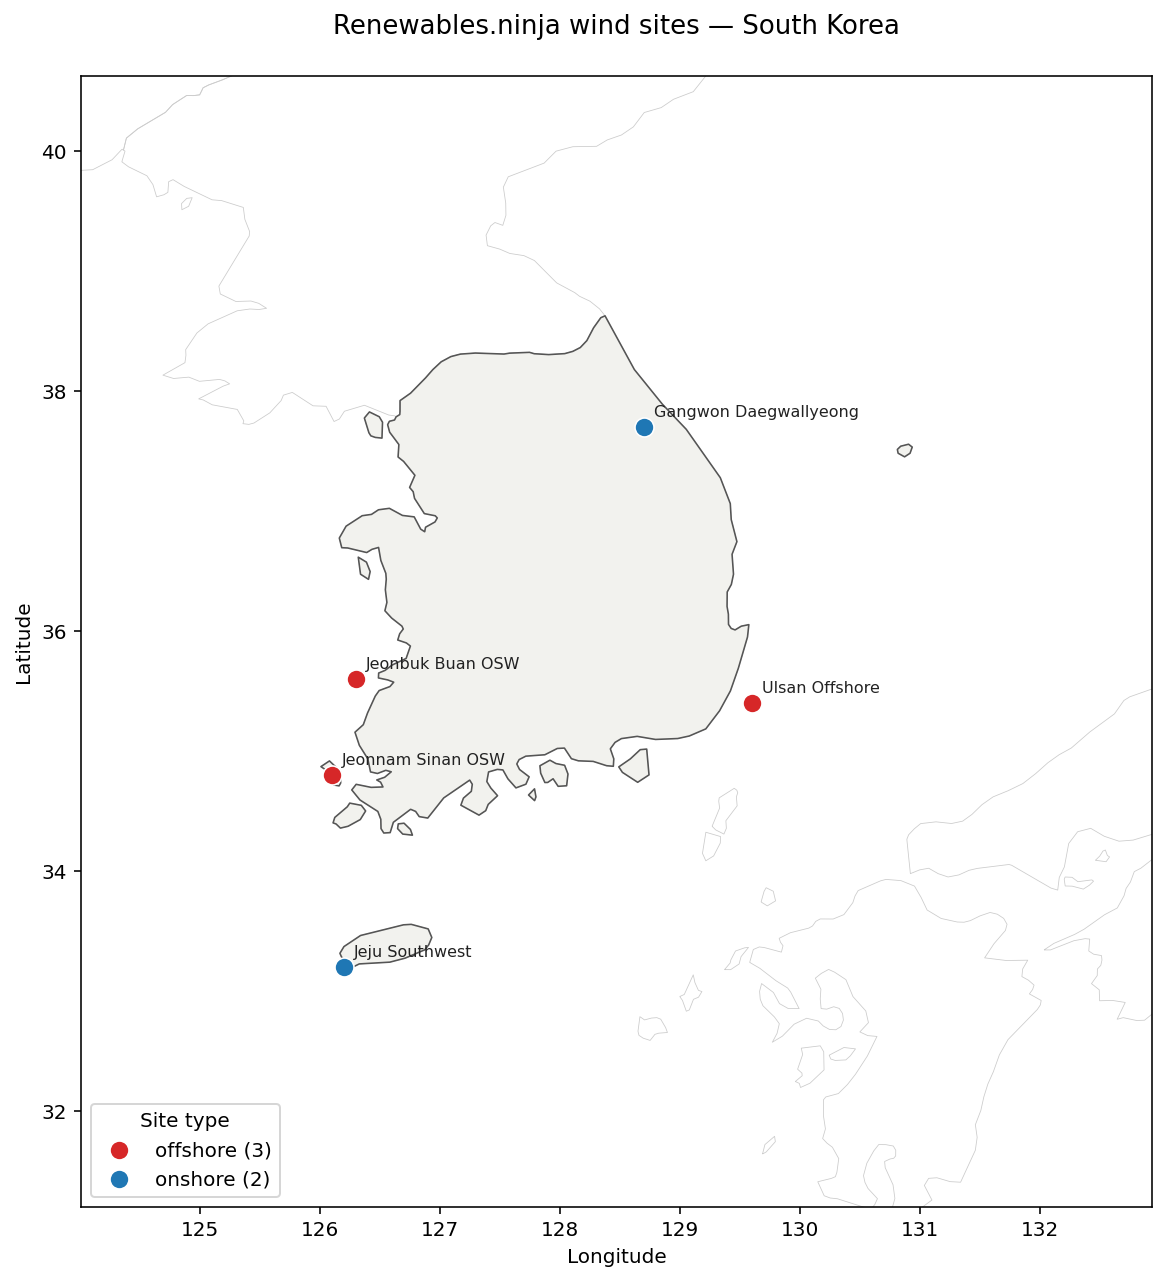 Renewables.ninja wind sites — South Korea
Latitude
40
38
36
34
32
Gangwon Daegwallyeong
Jeonbuk Buan OSW
Ulsan Offshore
Jeonnam Sinan OSW
Jeju Southwest
Site type
offshore (3)
onshore (2)
125 126 127 128 129 130 131 132
Longitude